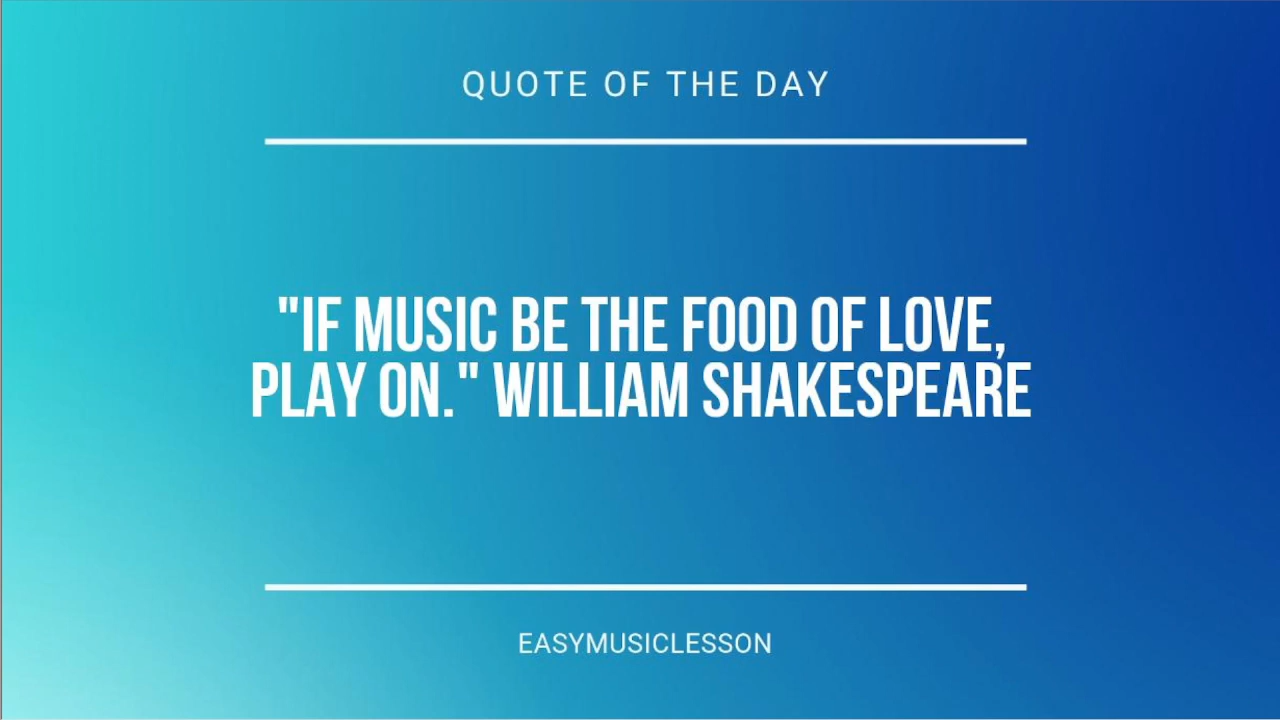 QUOTE OF THE DAY
"IF MUSIC BE THE FOOD OF LOVE,
PLAY ON." WILLIAM SHAKESPEARE
EASYMUSICLESSON